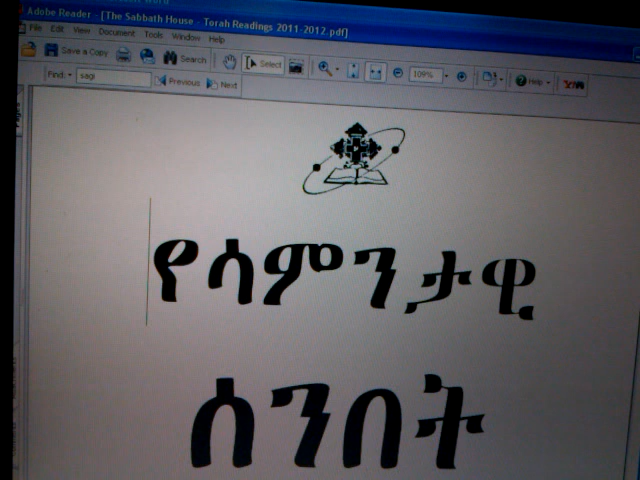 Adobe Reader - [The Sabbath House - Torah Readings 2011-2012.pdf]
File Edit View Document Tools Window Help
Save a Copy Search Select 109% Help Y!
Find: sagi Previous Next
የሳምንታዊ
ሰንበት